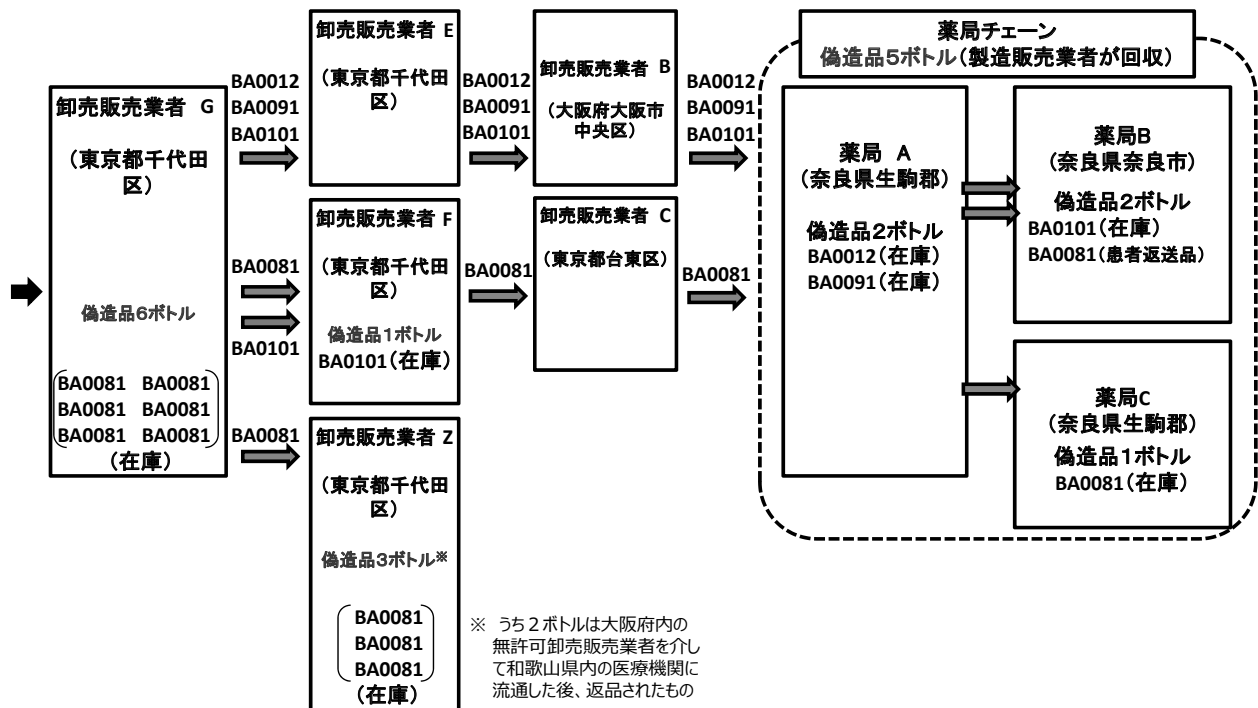 卸売販売業者 G
(東京都千代田
区)
偽造品6ボトル
BA0081 BA0081
BA0081 BA0081
BA0081 BA0081
(在庫)
BA0012
BA0091
BA0101
BA0081
BA0101
BA0081
卸売販売業者 E
(東京都千代田
区)
卸売販売業者 F
(東京都千代田
区)
偽造品1ボトル
BA0101(在庫)
卸売販売業者 Z
(東京都千代田
区)
偽造品3ボトル※
BA0081
BA0081
BA0081
(在庫)
BA0012
BA0091
BA0101
BA0081
卸売販売業者 B
(大阪府大阪市
中央区)
卸売販売業者 C
(東京都台東区)
※ うち2ボトルは大阪府内の
無許可卸売販売業者を介し
て和歌山県内の医療機関に
流通した後、返品されたもの
BA0012
BA0091
BA0101
BA0081
薬局チェーン
偽造品5ボトル(製造販売業者が回収)
薬局 A
(奈良県生駒郡)
偽造品2ボトル
BA0012(在庫)
BA0091(在庫)
薬局B
(奈良県奈良市)
偽造品2ボトル
BA0101(在庫)
BA0081(患者返送品)
薬局C
(奈良県生駒郡)
偽造品1ボトル
BA0081(在庫)